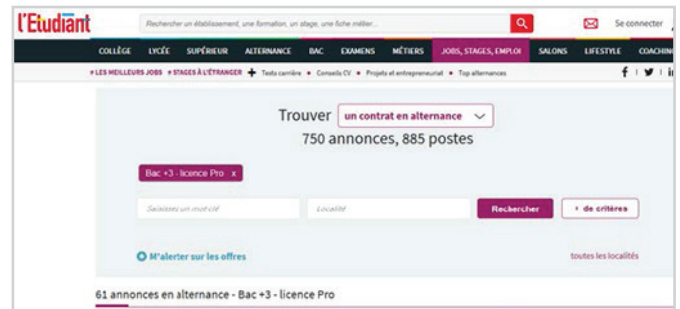 l'Etudiant
Rechercher un établissement, une formation, un stage, une fiche métier...
Se connecter
COLLÈGE LYCÉE SUPÉRIEUR ALTERNANCE BAC EXAMENS MÉTIERS JOBS, STAGES, EMPLOI SALONS LIFESTYLE COACHING
# LES MEILLEURS JOBS # STAGES À L'ÉTRANGER + Tests carrière • Conseils CV • Projets et entrepreneuriat • Top alternances
Trouver un contrat en alternance
750 annonces, 885 postes
Bac +3 - licence Pro x
Saisissez un mot clé Localité Rechercher + de critères
M'alerter sur les offres toutes les localités
61 annonces en alternance - Bac +3 - licence Pro